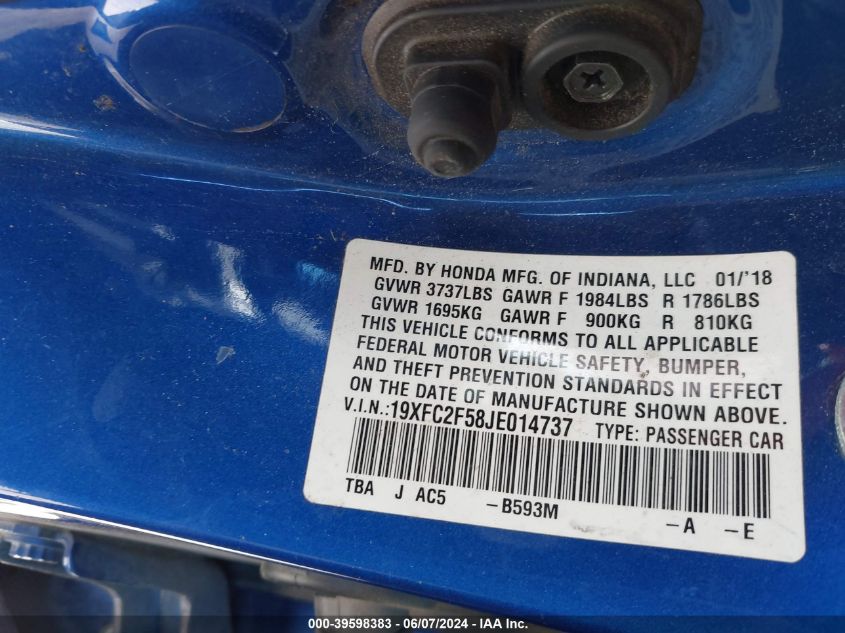 MFD. BY HONDA MFG. OF INDIANA, LLC 01/'18
GVWR 3737LBS GAWR F 1984LBS R 1786LBS
GVWR 1695KG GAWR F 900KG R 810KG
THIS VEHICLE CONFORMS TO ALL APPLICABLE
FEDERAL MOTOR VEHICLE SAFETY, BUMPER,
AND THEFT PREVENTION STANDARDS IN EFFECT
ON THE DATE OF MANUFACTURE SHOWN ABOVE.
V.I.N.:19XFC2F58JE014737 TYPE: PASSENGER CAR
TBA J AC5 -B593M -A -E
000-39598383 - 06/07/2024 - IAA Inc.